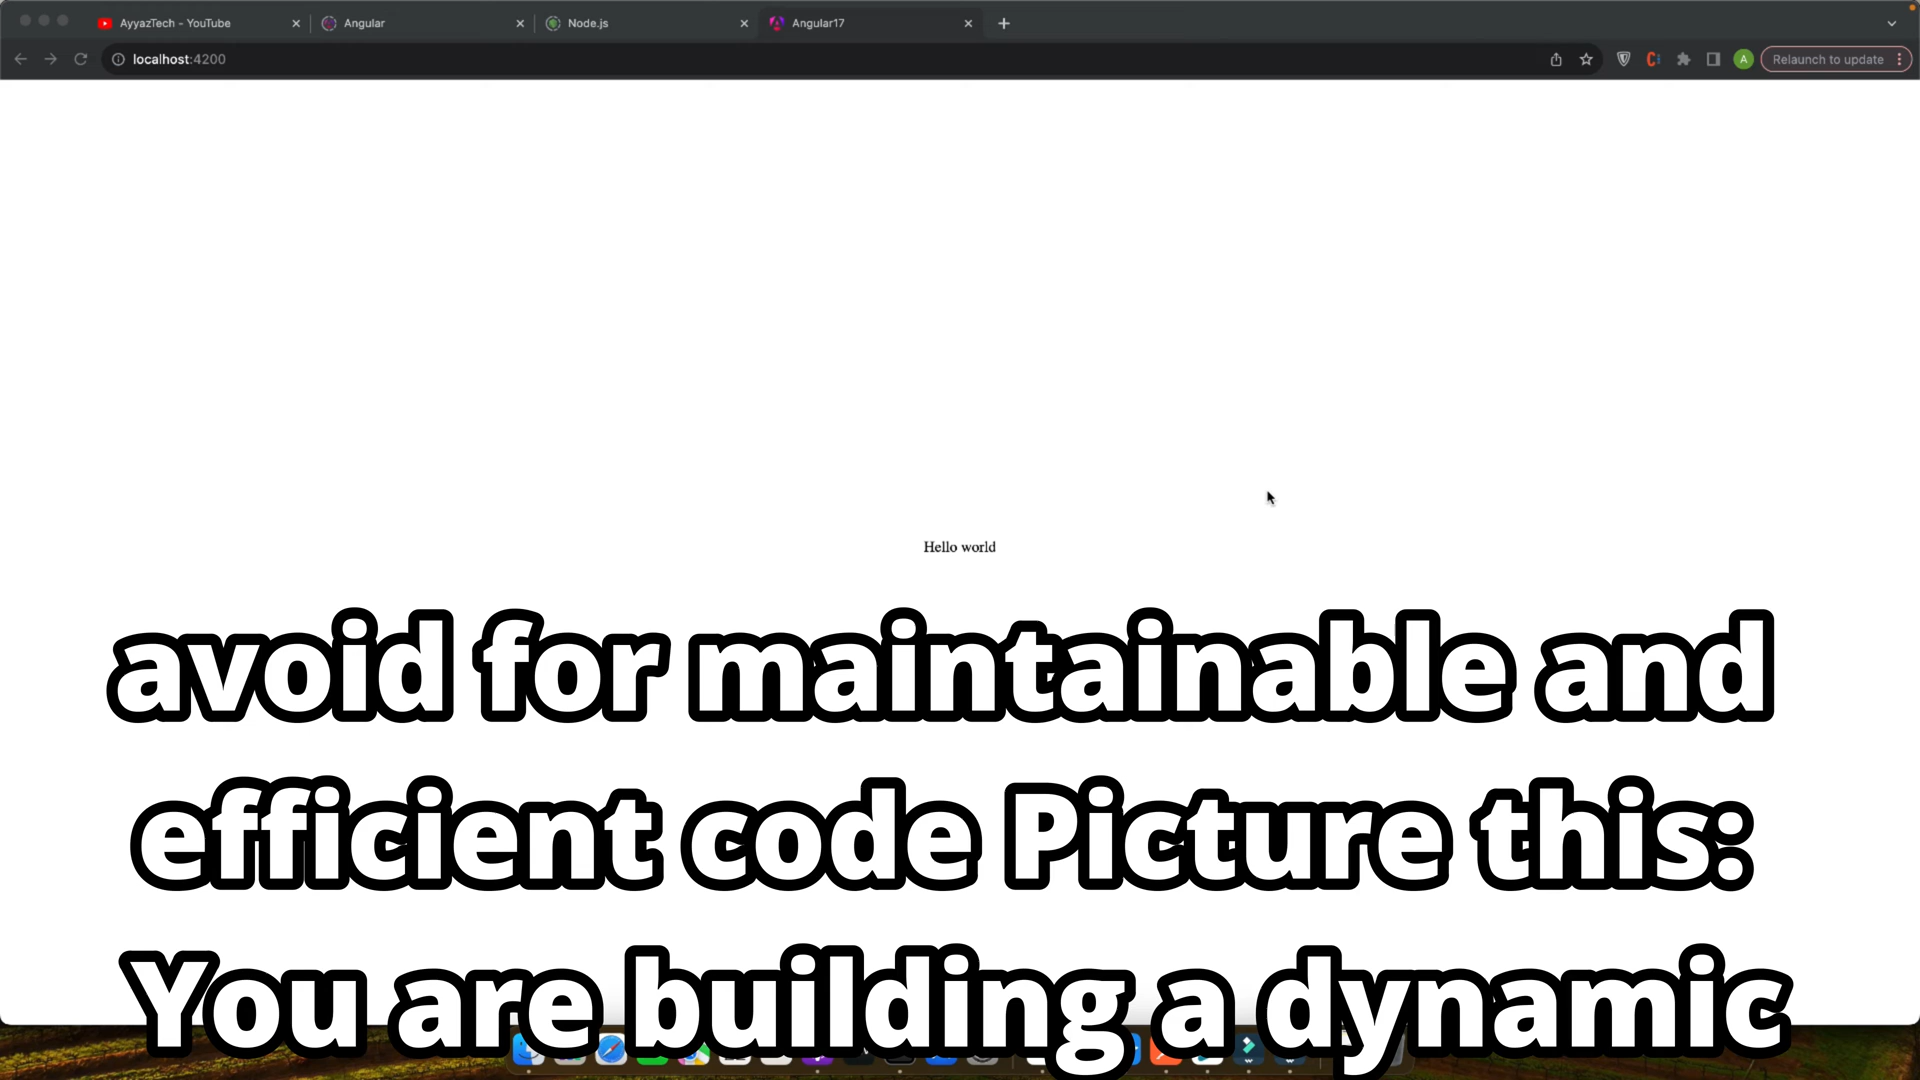 AyyazTech - YouTube
Angular
Node.js
Angular17
localhost:4200
A
Relaunch to update
Hello world
avoid for maintainable and
efficient code Picture this:
You are building a dynamic